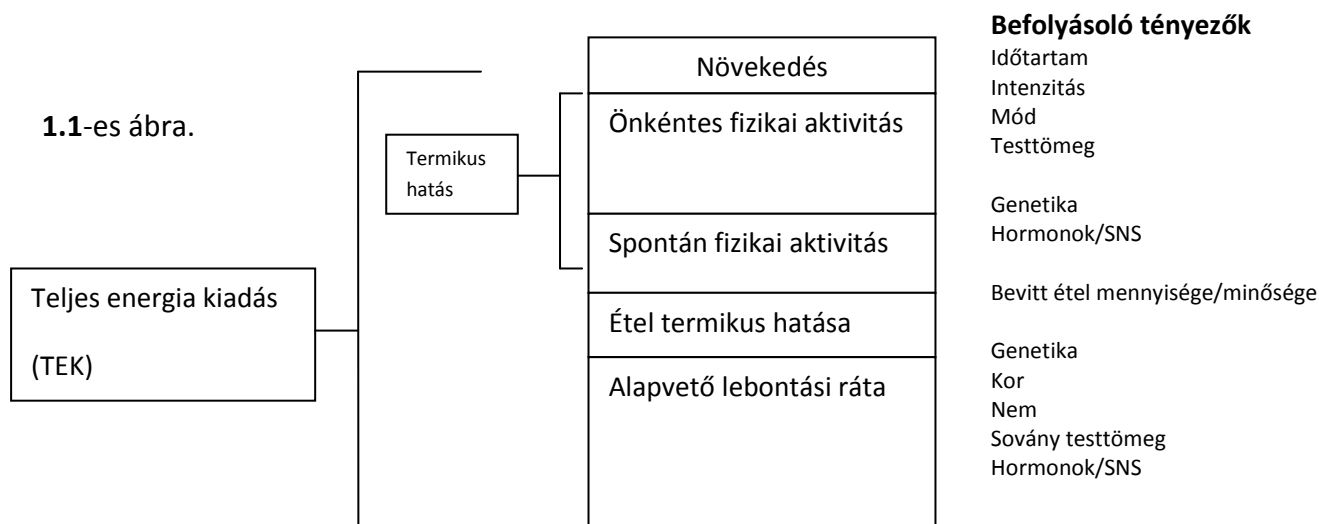 1.1-es ábra.
Teljes energia kiadás
(TEK)
Termikus
hatás
Növekedés
Önkéntes fizikai aktivitás
Spontán fizikai aktivitás
Étel termikus hatása
Alapvető lebontási ráta
Befolyásoló tényezők
Időtartam
Intenzitás
Mód
Testtömeg
Genetika
Hormonok/SNS
Bevitt étel mennyisége/minősége
Genetika
Kor
Nem
Sovány testtömeg
Hormonok/SNS